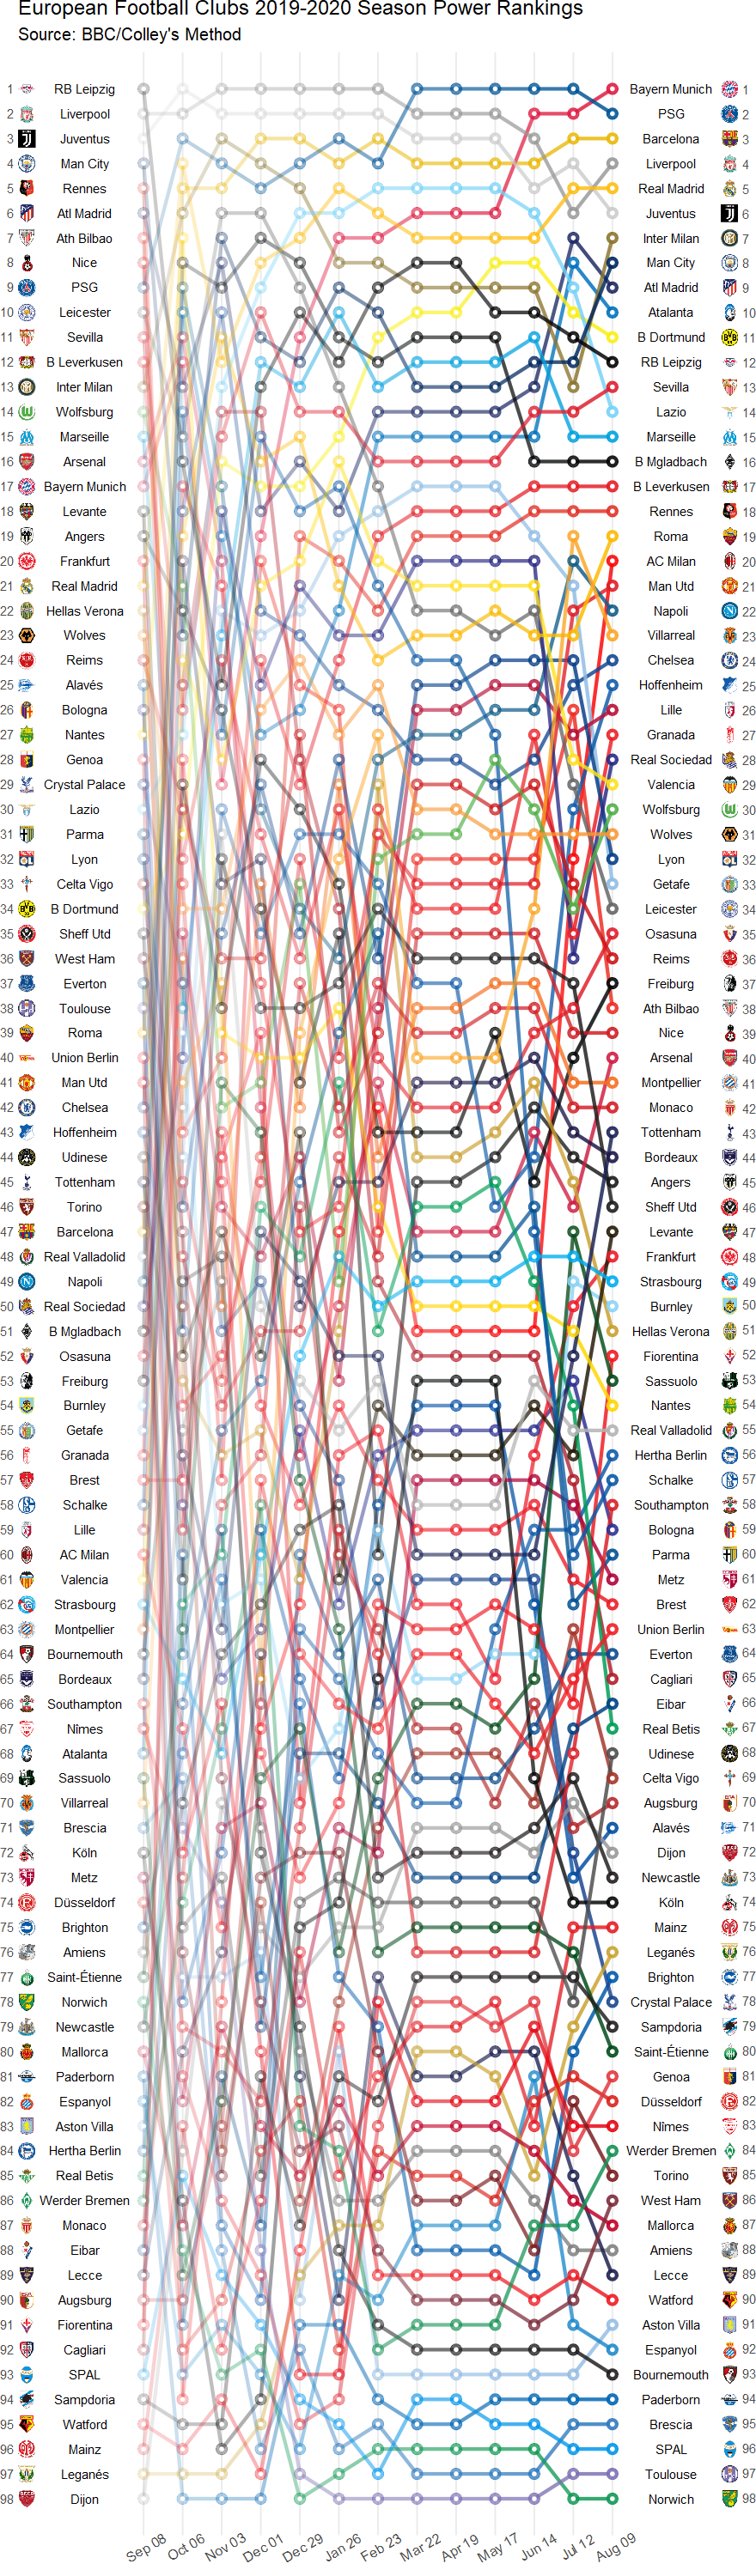 European Football Clubs 2019-2020 Season Power Rankings
Source: BBC/Colley's Method
1 RB Leipzig Bayern Munich 1
2 Liverpool PSG 2
3 Juventus Barcelona 3
4 Man City Liverpool 4
5 Rennes Real Madrid 5
6 Atl Madrid Juventus 6
7 Ath Bilbao Inter Milan 7
8 Nice Man City 8
9 PSG Atl Madrid 9
10 Leicester Atalanta 10
11 Sevilla B Dortmund 11
12 B Leverkusen RB Leipzig 12
13 Inter Milan Sevilla 13
14 Wolfsburg Lazio 14
15 Marseille Marseille 15
16 Arsenal B Mgladbach 16
17 Bayern Munich B Leverkusen 17
18 Levante Rennes 18
19 Angers Roma 19
20 Frankfurt AC Milan 20
21 Real Madrid Man Utd 21
22 Hellas Verona Napoli 22
23 Wolves Villarreal 23
24 Reims Chelsea 24
25 Alavés Hoffenheim 25
26 Bologna Lille 26
27 Nantes Granada 27
28 Genoa Real Sociedad 28
29 Crystal Palace Valencia 29
30 Lazio Wolfsburg 30
31 Parma Wolves 31
32 Lyon Lyon 32
33 Celta Vigo Getafe 33
34 B Dortmund Leicester 34
35 Sheff Utd Osasuna 35
36 West Ham Reims 36
37 Everton Freiburg 37
38 Toulouse Ath Bilbao 38
39 Roma Nice 39
40 Union Berlin Arsenal 40
41 Man Utd Montpellier 41
42 Chelsea Monaco 42
43 Hoffenheim Tottenham 43
44 Udinese Bordeaux 44
45 Tottenham Angers 45
46 Torino Sheff Utd 46
47 Barcelona Levante 47
48 Real Valladolid Frankfurt 48
49 Napoli Strasbourg 49
50 Real Sociedad Burnley 50
51 B Mgladbach Hellas Verona 51
52 Osasuna Fiorentina 52
53 Freiburg Sassuolo 53
54 Burnley Nantes 54
55 Getafe Real Valladolid 55
56 Granada Hertha Berlin 56
57 Brest Schalke 57
58 Schalke Southampton 58
59 Lille Bologna 59
60 AC Milan Parma 60
61 Valencia Metz 61
62 Strasbourg Brest 62
63 Montpellier Union Berlin 63
64 Bournemouth Everton 64
65 Bordeaux Cagliari 65
66 Southampton Eibar 66
67 Nîmes Real Betis 67
68 Atalanta Udinese 68
69 Sassuolo Celta Vigo 69
70 Villarreal Augsburg 70
71 Brescia Alavés 71
72 Köln Dijon 72
73 Metz Newcastle 73
74 Düsseldorf Köln 74
75 Brighton Mainz 75
76 Amiens Leganés 76
77 Saint-Étienne Brighton 77
78 Norwich Crystal Palace 78
79 Newcastle Sampdoria 79
80 Mallorca Saint-Étienne 80
81 Paderborn Genoa 81
82 Espanyol Düsseldorf 82
83 Aston Villa Nîmes 83
84 Hertha Berlin Werder Bremen 84
85 Real Betis Torino 85
86 Werder Bremen West Ham 86
87 Monaco Mallorca 87
88 Eibar Amiens 88
89 Lecce Lecce 89
90 Augsburg Watford 90
91 Fiorentina Aston Villa 91
92 Cagliari Espanyol 92
93 SPAL Bournemouth 93
94 Sampdoria Paderborn 94
95 Watford Brescia 95
96 Mainz SPAL 96
97 Leganés Toulouse 97
98 Dijon Norwich 98
Sep 08 Oct 06 Nov 03 Dec 01 Dec 29 Jan 26 Feb 23 Mar 22 Apr 19 May 17 Jun 14 Jul 12 Aug 09